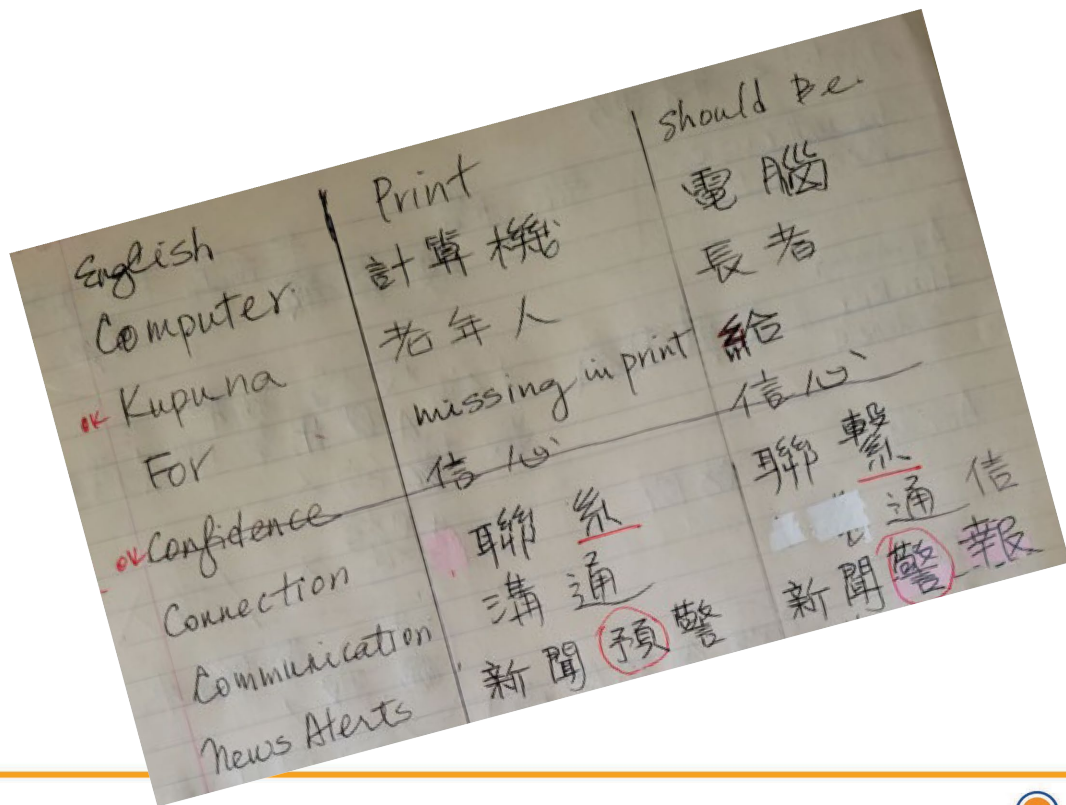 English Print should be
Computer 計算機 電腦
OK Kupuna 老年人 長者
For missing in print 給
OK Confidence 信心 信心
Connection 聯系 聯繫
Communication 溝通 通信
News Alerts 新聞預警 新聞警報